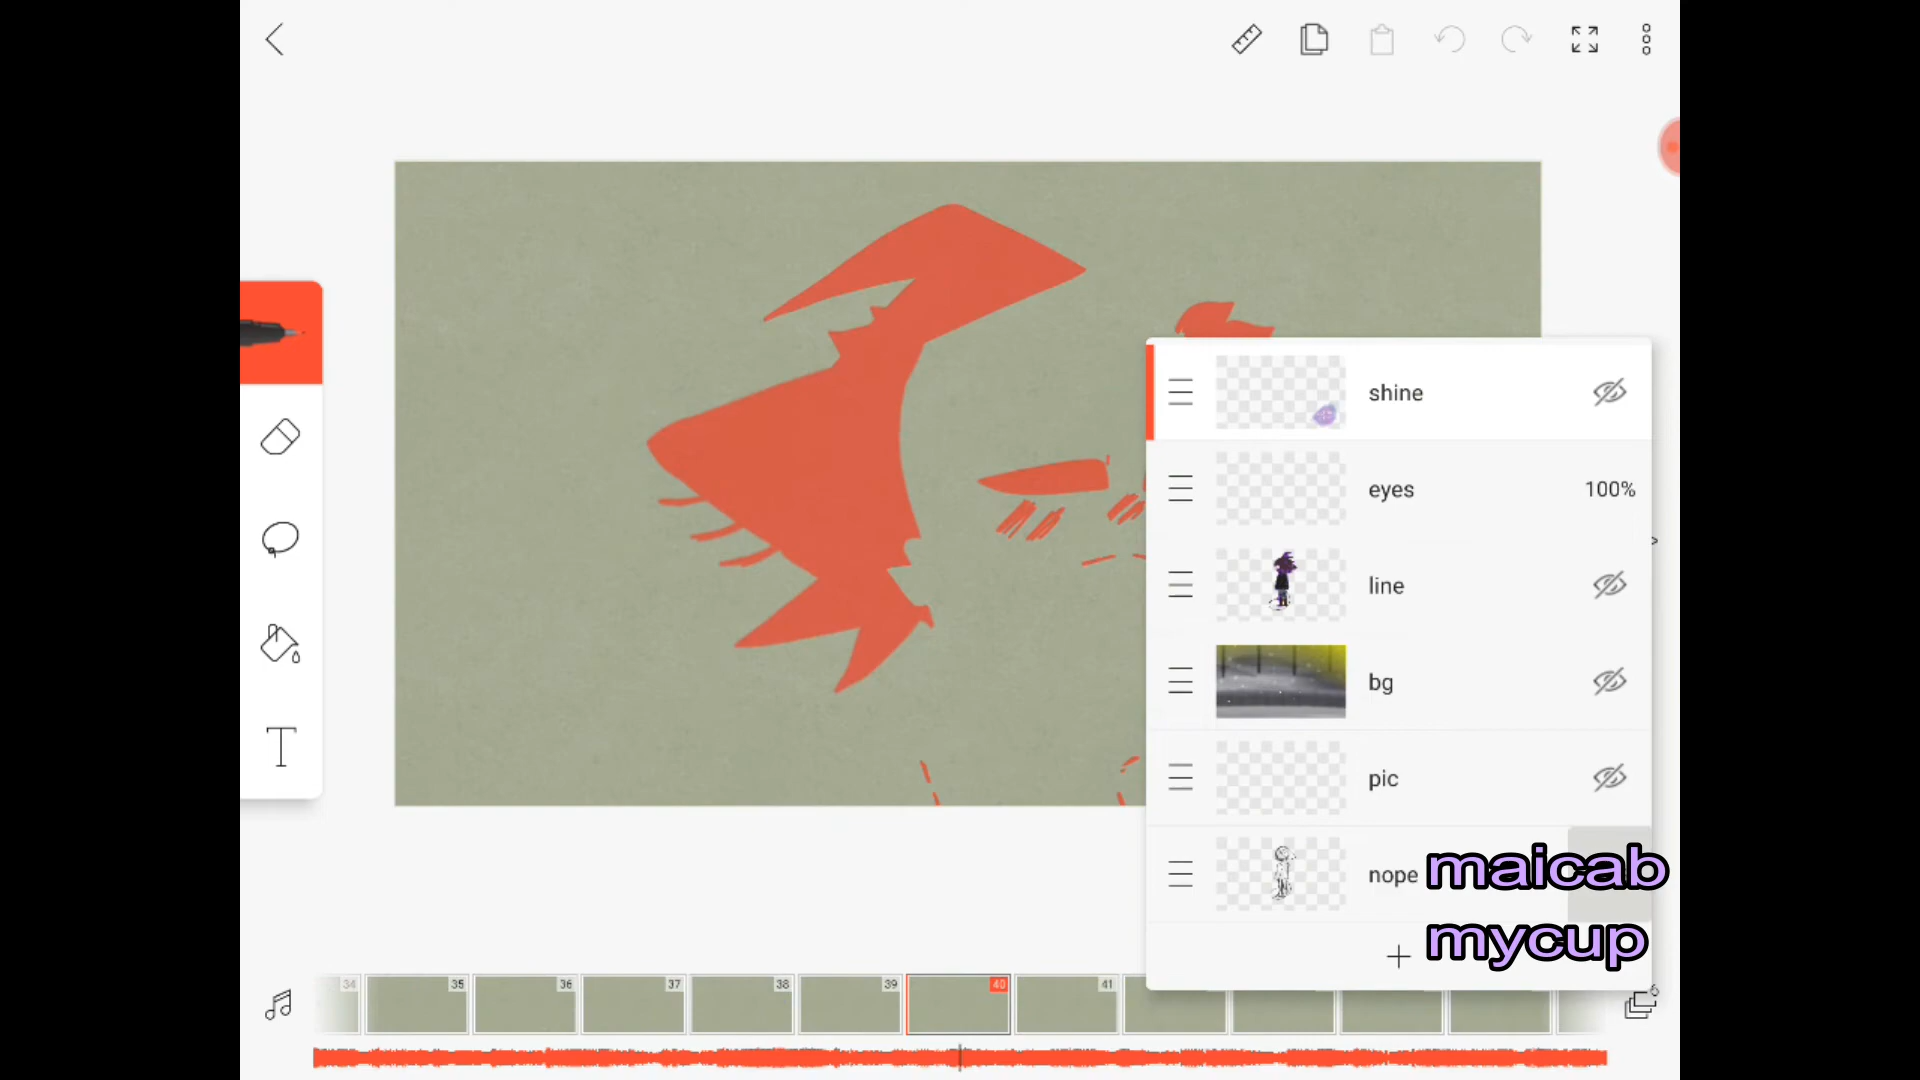 shine
eyes 100%
line
bg
pic
nope
maicab
mycup
T
34 35 36 37 38 39 40 41